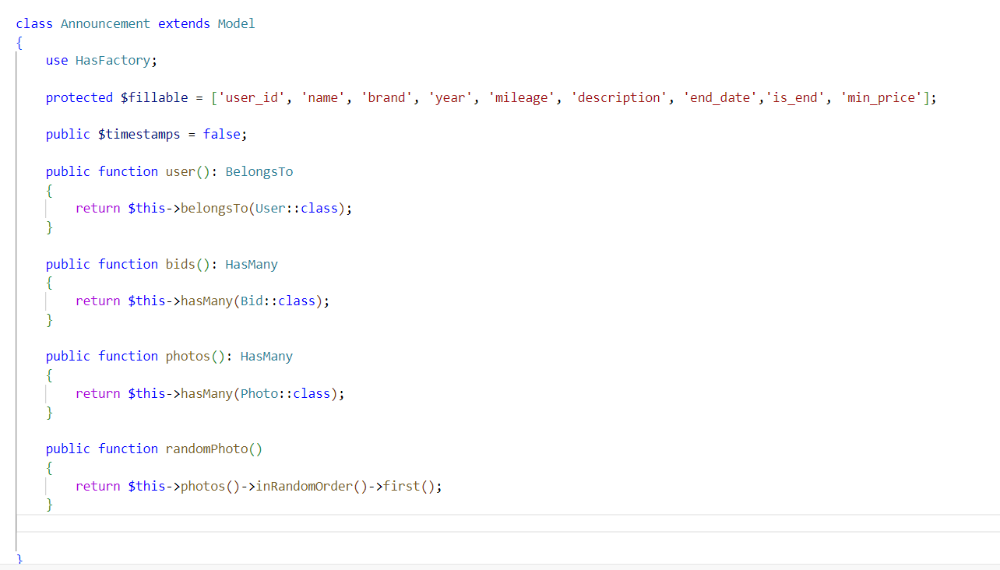 class Announcement extends Model
{
    use HasFactory;
    protected $fillable = ['user_id', 'name', 'brand', 'year', 'mileage', 'description', 'end_date','is_end', 'min_price'];
    public $timestamps = false;
    public function user(): BelongsTo
    {
        return $this->belongsTo(User::class);
    }
    public function bids(): HasMany
    {
        return $this->hasMany(Bid::class);
    }
    public function photos(): HasMany
    {
        return $this->hasMany(Photo::class);
    }
    public function randomPhoto()
    {
        return $this->photos()->inRandomOrder()->first();
    }
}